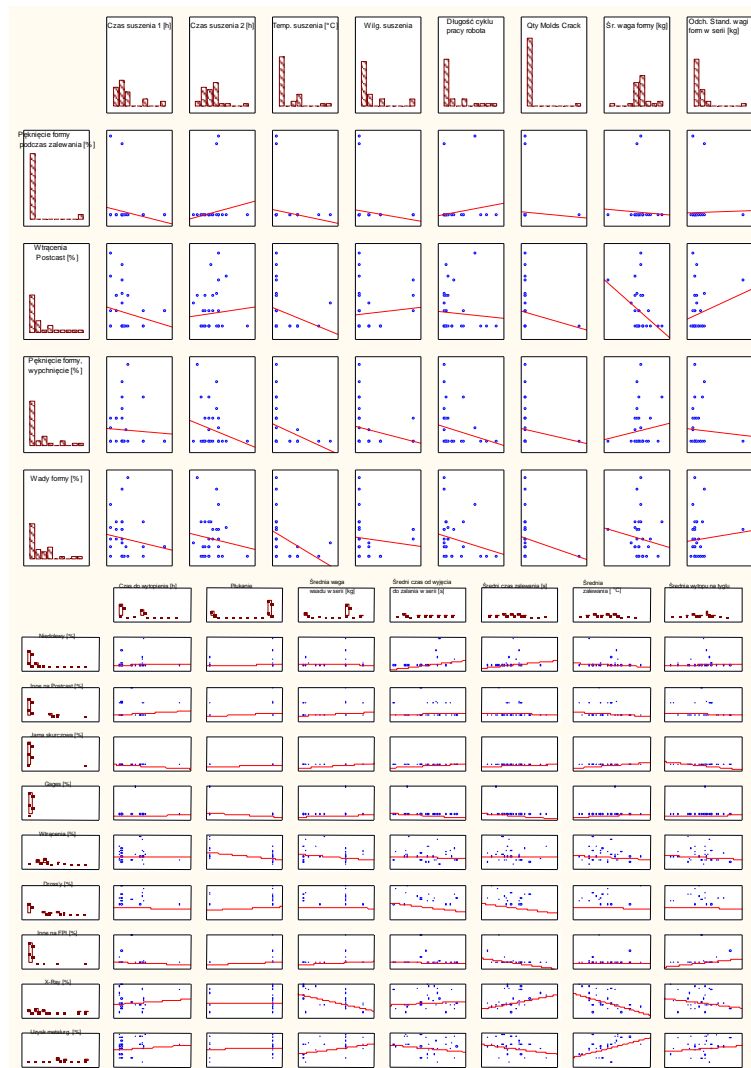 Czas suszenia 1 [h]
Czas suszenia 2 [h]
Temp. suszenia [°C]
Wilg. suszenia
Długość cyklu
pracy robota
Qty Molds Crack
Śr. waga formy [kg]
Odch. Stand. wagi
form w serii [kg]
Pęknięcie formy
podczas zalewania [%]
Wtrącenia
Postcast [%]
Pęknięcie formy,
wypchnięcie [%]
Wady formy [%]
Czas do wytopienia [h]
Płukanie
Średnia waga
wsadu w serii [kg]
Średni czas od wyjęcia
do zalania w serii [s]
Średni czas zalewania [s]
Średnia
zalewania [ °C]
Średnia wytopu na tyglu
Niedolewy [%]
Inne na Postcast [%]
Jama skurczowa [%]
Gages [%]
Wtrącenia [%]
Drossy [%]
Inne na FPI [%]
X-Ray [%]
Uzysk metalurg. [%]